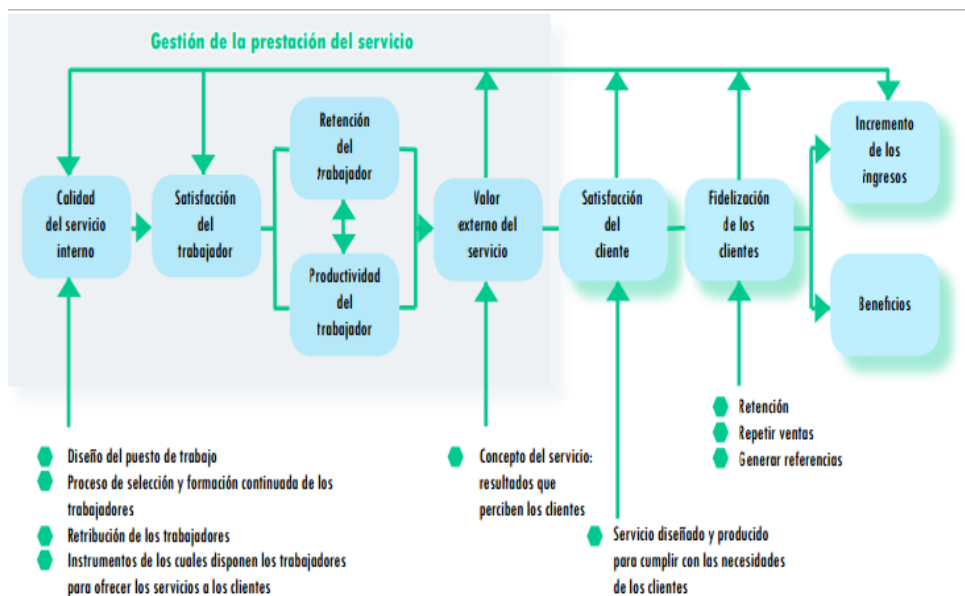 Gestión de la prestación del servicio
Calidad
del servicio
interno
Satisfacción
del
trabajador
Retención
del
trabajador
Productividad
del
trabajador
Valor
externo del
servicio
Satisfacción
del
cliente
Fidelización
de los
clientes
Incremento
de los
ingresos
Beneficios
Diseño del puesto de trabajo
Proceso de selección y formación continuada de los
trabajadores
Retribución de los trabajadores
Instrumentos de los cuales disponen los trabajadores
para ofrecer los servicios a los clientes
Concepto del servicio:
resultados que
perciben los clientes
Servicio diseñado y producido
para cumplir con las necesidades
de los clientes
Retención
Repetir ventas
Generar referencias